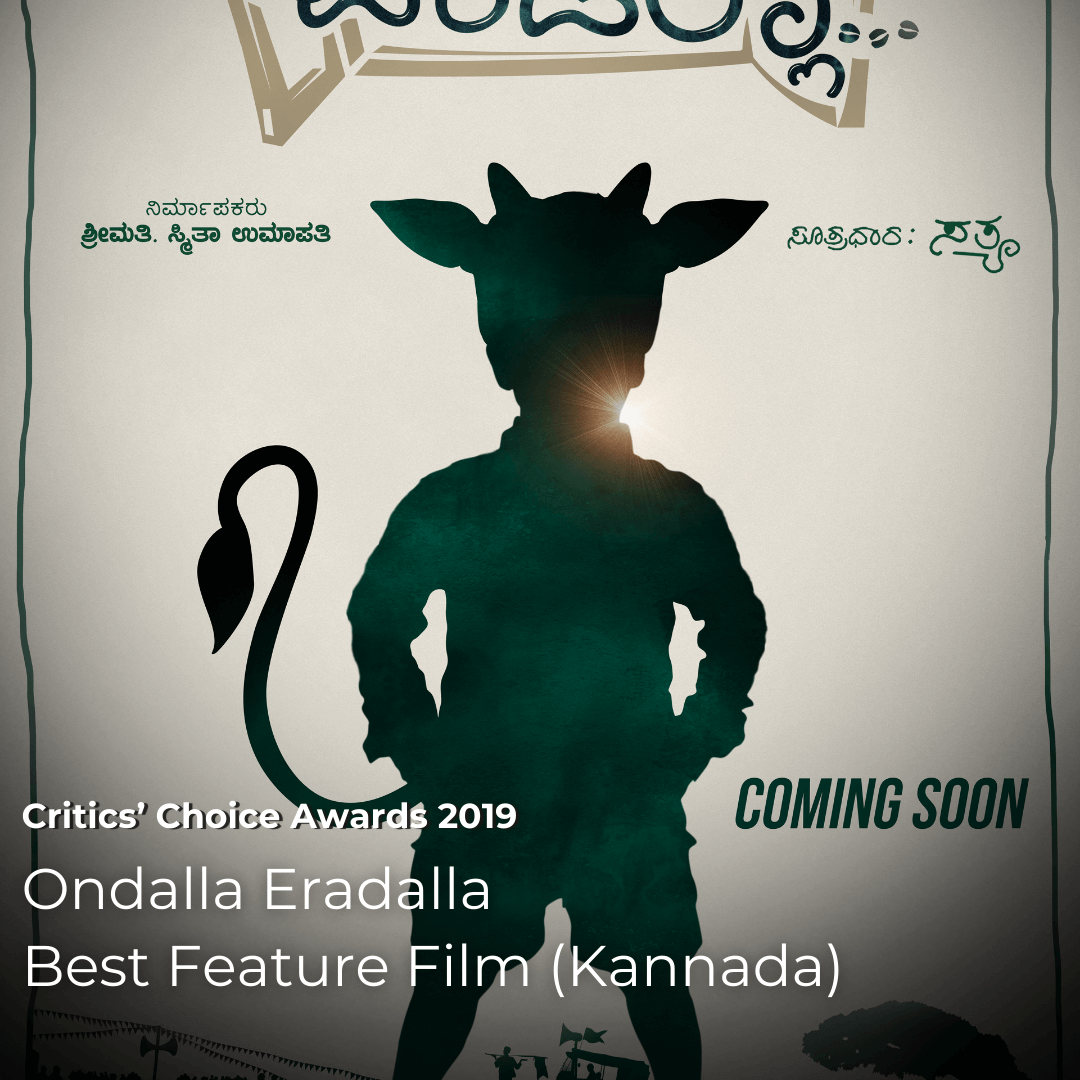 ನಿರ್ಮಾಪಕರು
ಶ್ರೀಮತಿ. ಸ್ಮಿತಾ ಉಮಾಪತಿ
ಸೂತ್ರಧಾರ: ಸತ್ಯ
COMING SOON
Critics’ Choice Awards 2019
Ondalla Eradalla
Best Feature Film (Kannada)